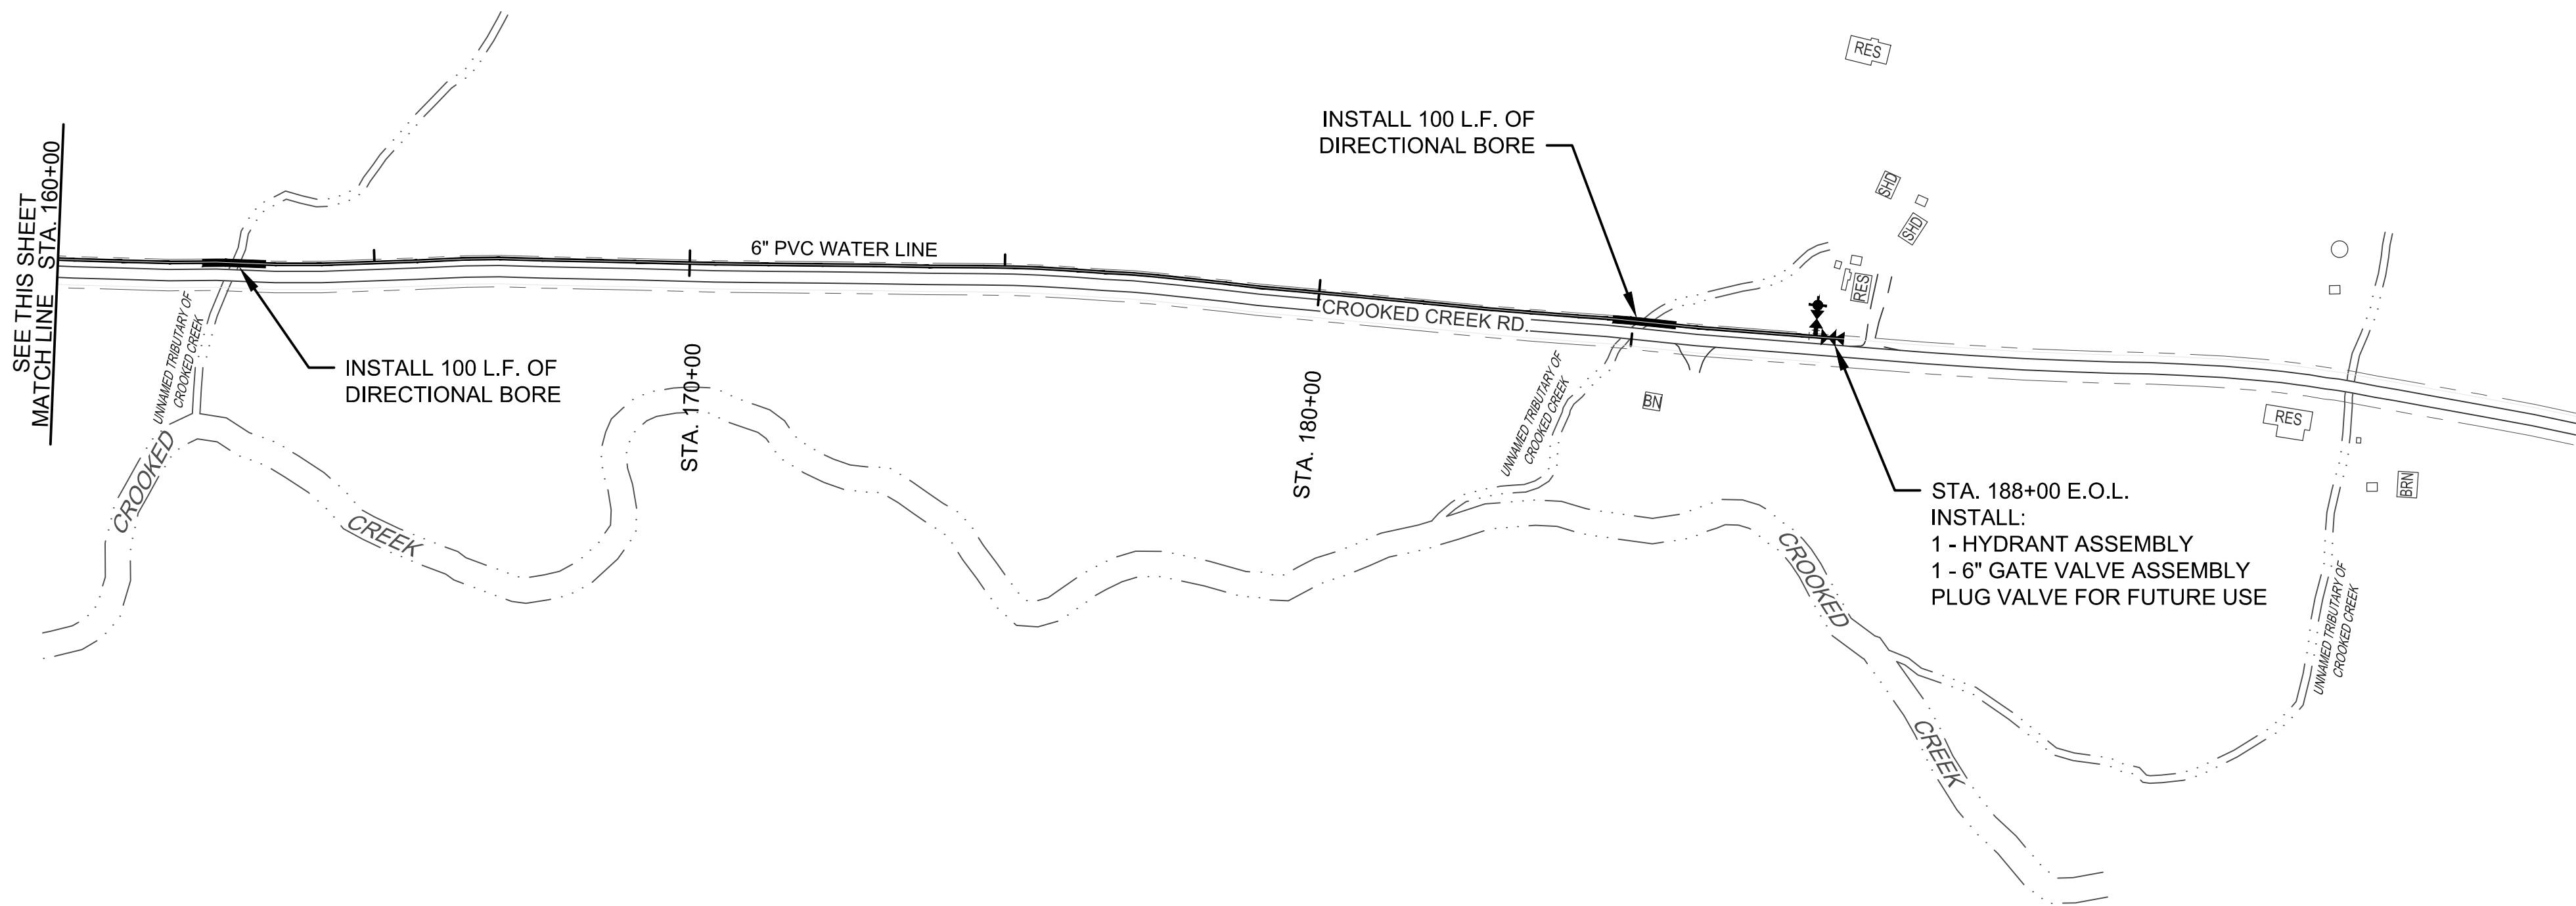 SEE THIS SHEET
MATCH LINE STA. 160+00
UNNAMED TRIBUTARY OF
CROOKED CREEK
INSTALL 100 L.F. OF
DIRECTIONAL BORE
CROOKED
CREEK
6" PVC WATER LINE
STA. 170+00
STA. 180+00
INSTALL 100 L.F. OF
DIRECTIONAL BORE
CROOKED CREEK RD.
UNNAMED TRIBUTARY OF
CROOKED CREEK
BN
RES
SHD
SHD
RES
STA. 188+00 E.O.L.
INSTALL:
1 - HYDRANT ASSEMBLY
1 - 6" GATE VALVE ASSEMBLY
PLUG VALVE FOR FUTURE USE
CROOKED
CREEK
RES
BRN
UNNAMED TRIBUTARY OF
CROOKED CREEK